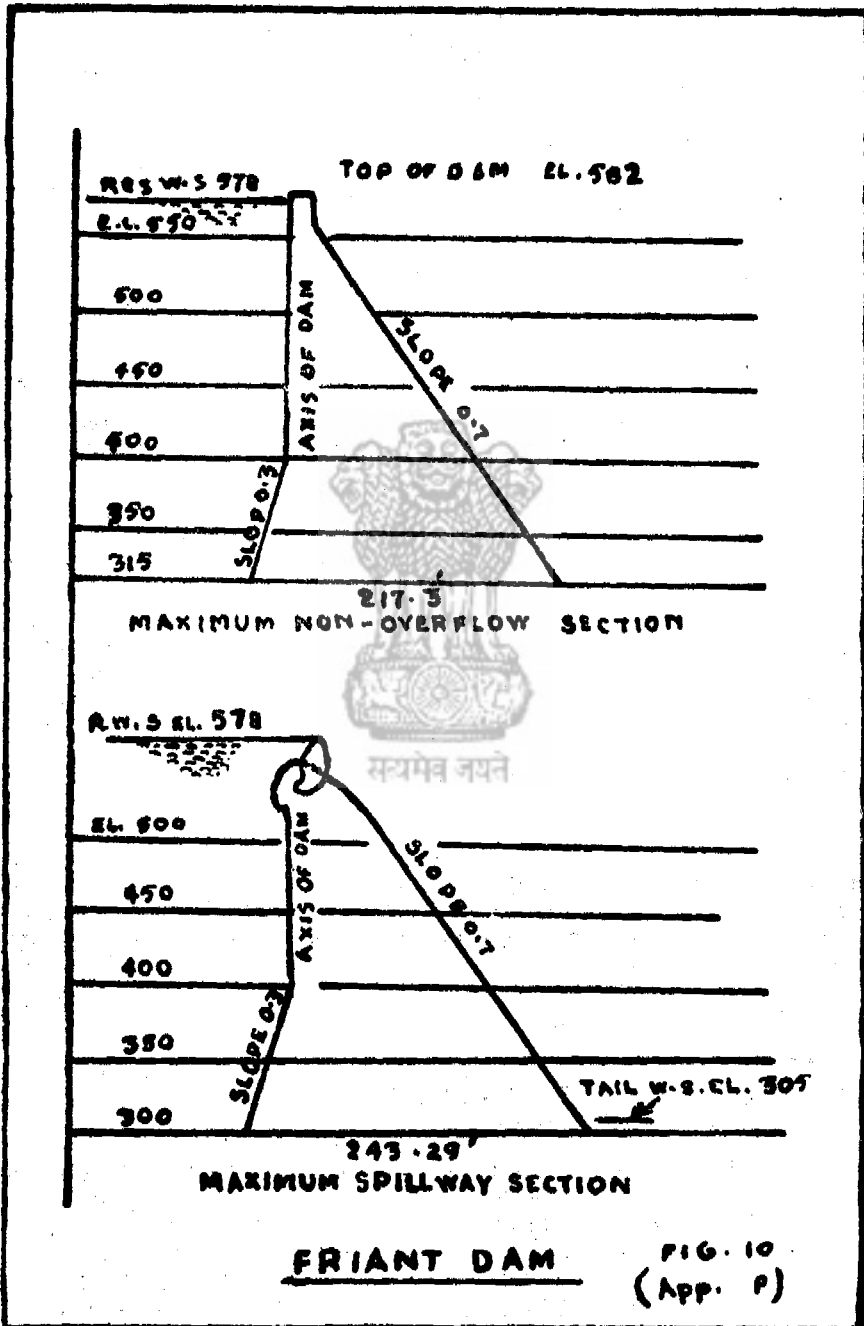 TOP OF DAM EL. 582
RES W.S 578
E.L. 550
500
450
400
350
315
AXIS OF DAM
SLOPE 0.7
SLOP 0.3
217.5'
MAXIMUM NON-OVERFLOW SECTION
R.W.S EL. 578
सत्यमेव जयते
EL. 500
450
400
350
300
AXIS OF DAM
SLOPE 0.7
SLOPE 0.3
TAIL W.S. EL. 305
243.29'
MAXIMUM SPILLWAY SECTION
FRIANT DAM
FIG. 10
(App. P)